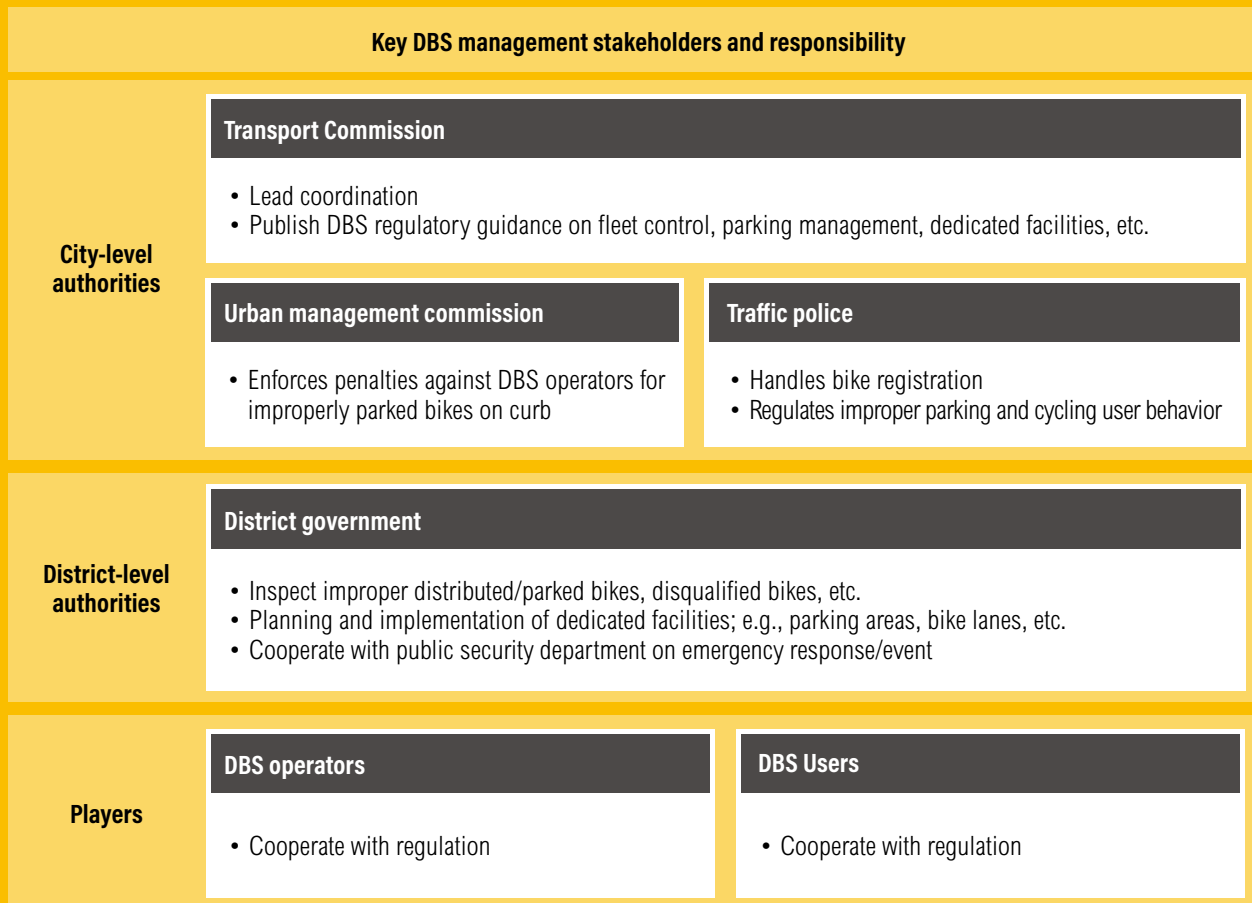 Key DBS management stakeholders and responsibility
City-level
authorities
Transport Commission
• Lead coordination
• Publish DBS regulatory guidance on fleet control, parking management, dedicated facilities, etc.
Urban management commission
• Enforces penalties against DBS operators for
improperly parked bikes on curb
Traffic police
• Handles bike registration
• Regulates improper parking and cycling user behavior
District-level
authorities
District government
• Inspect improper distributed/parked bikes, disqualified bikes, etc.
• Planning and implementation of dedicated facilities; e.g., parking areas, bike lanes, etc.
• Cooperate with public security department on emergency response/event
Players
DBS operators
• Cooperate with regulation
DBS Users
• Cooperate with regulation